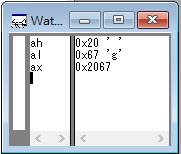 Wat...
ah 0x20 ' '
al 0x67 'g'
ax 0x2067